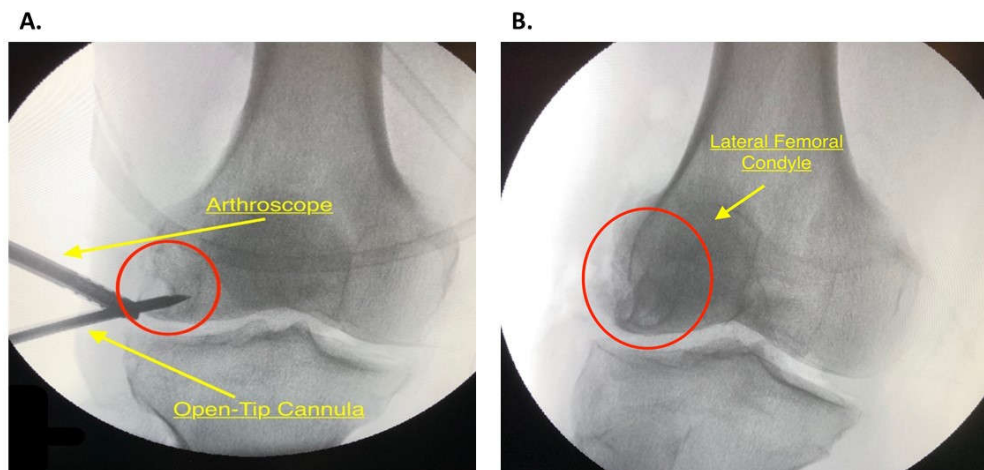 A.
B.
Arthroscope
Open-Tip Cannula
Lateral Femoral
Condyle